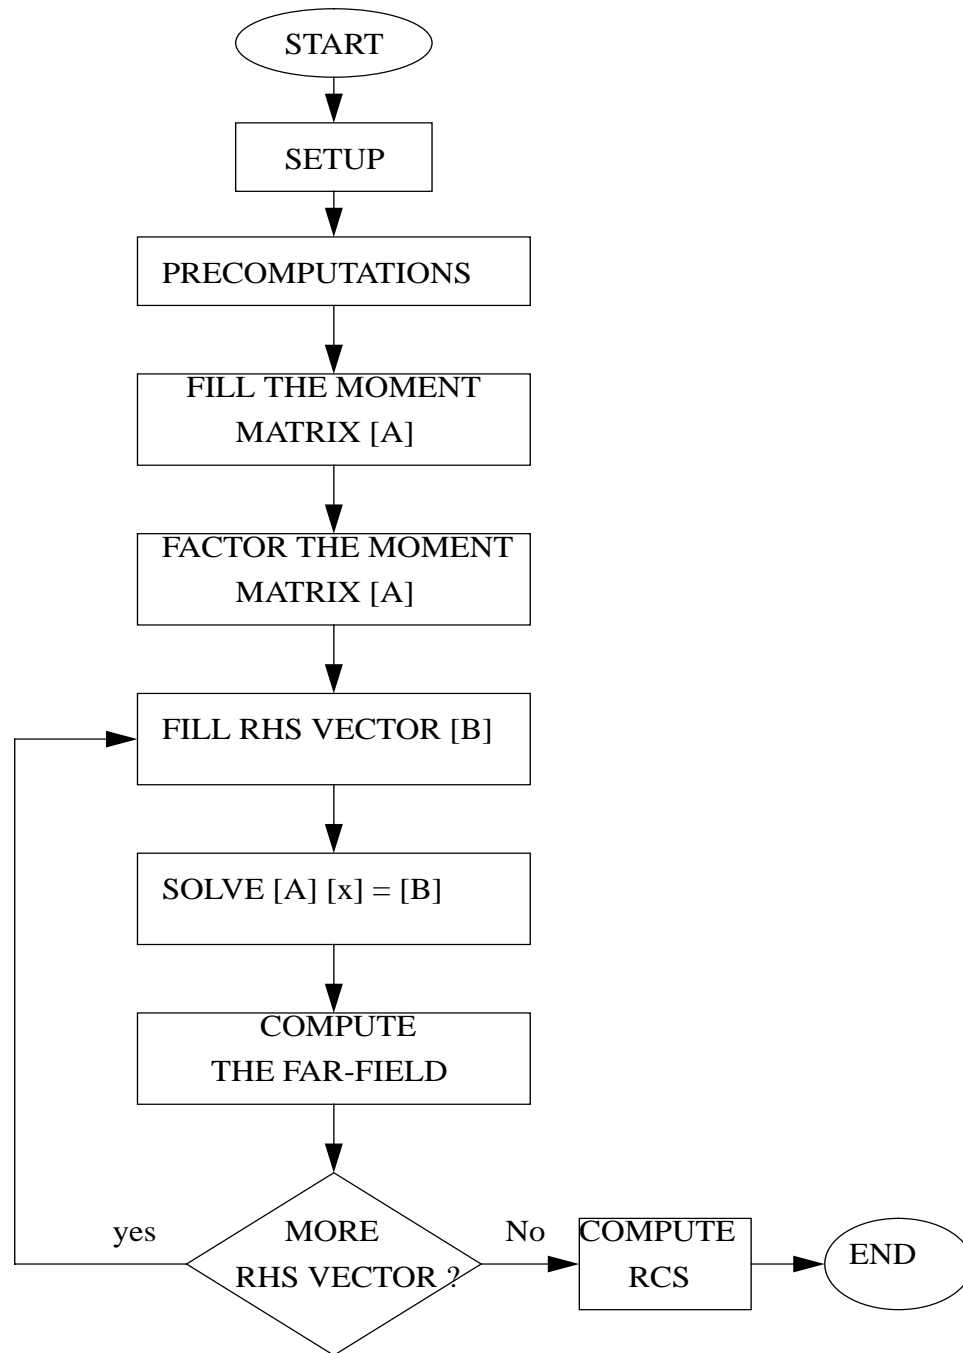 START
SETUP
PRECOMPUTATIONS
FILL THE MOMENT
MATRIX [A]
FACTOR THE MOMENT
MATRIX [A]
FILL RHS VECTOR [B]
SOLVE [A] [x] = [B]
COMPUTE
THE FAR-FIELD
MORE
RHS VECTOR ?
yes
No
COMPUTE
RCS
END